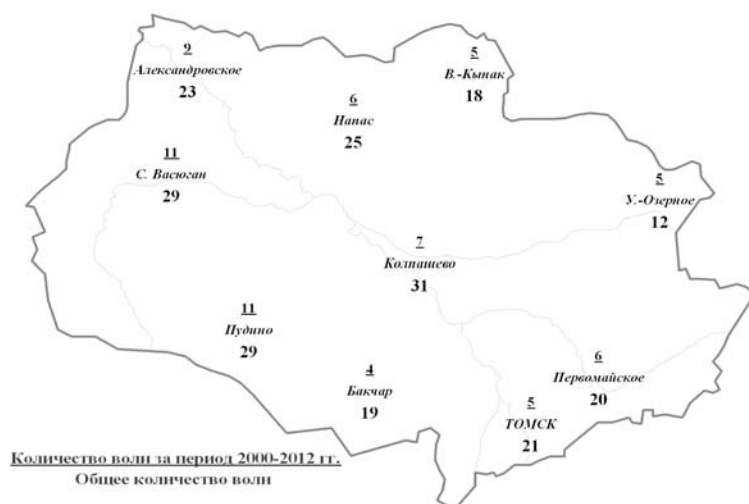 9
Александровское
23
5
В.-Кынак
18
6
Напас
25
11
С. Васюган
29
5
У.-Озерное
12
7
Колпашево
31
11
Пудино
29
6
Первомайское
20
4
Бакчар
19
5
ТОМСК
21
Количество волн за период 2000-2012 гг.
Общее количество волн